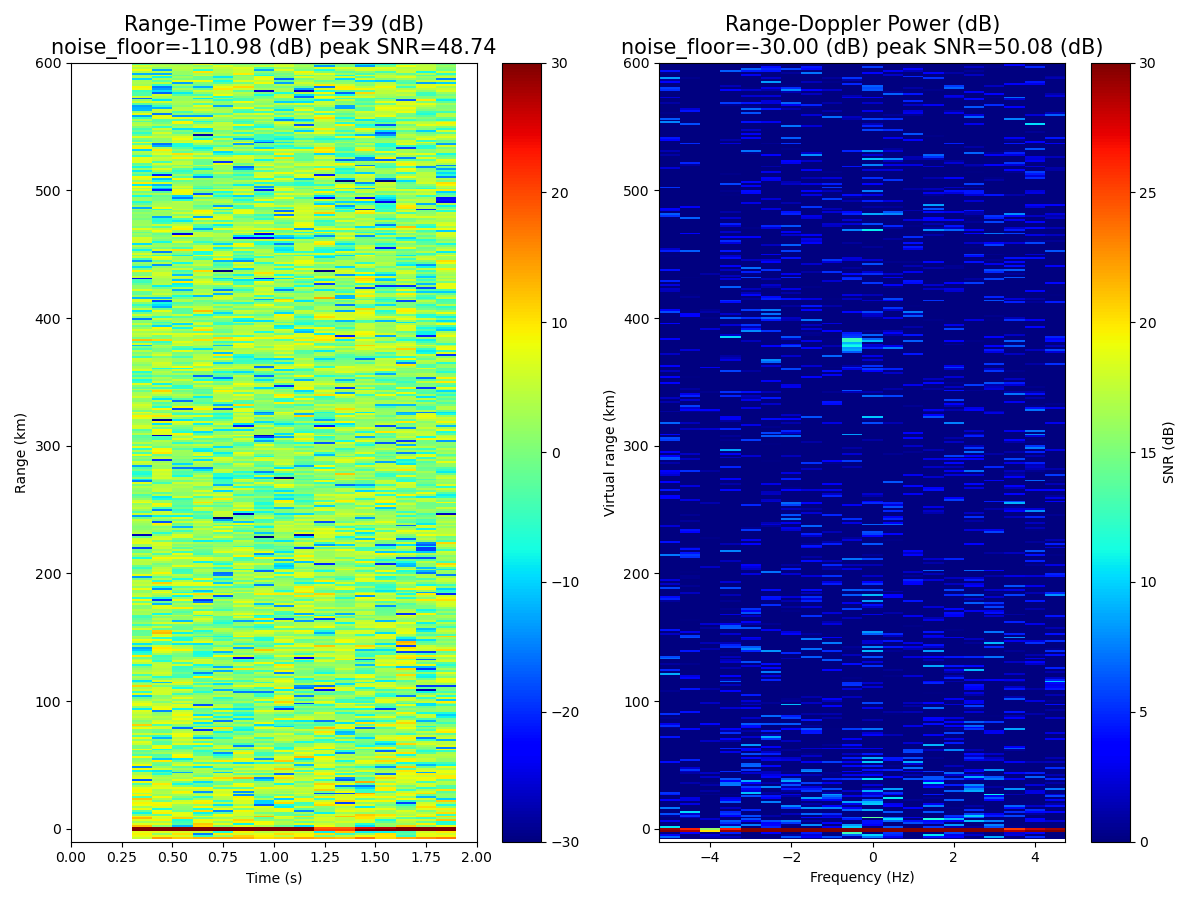 Range-Time Power f=39 (dB)
noise_floor=-110.98 (dB) peak SNR=48.74
Range-Doppler Power (dB)
noise_floor=-30.00 (dB) peak SNR=50.08 (dB)
600
500
400
300
200
100
0
Range (km)
0.00 0.25 0.50 0.75 1.00 1.25 1.50 1.75 2.00
Time (s)
30
20
10
0
−10
−20
−30
600
500
400
300
200
100
0
Virtual range (km)
−4 −2 0 2 4
Frequency (Hz)
30
25
20
15
10
5
0
SNR (dB)